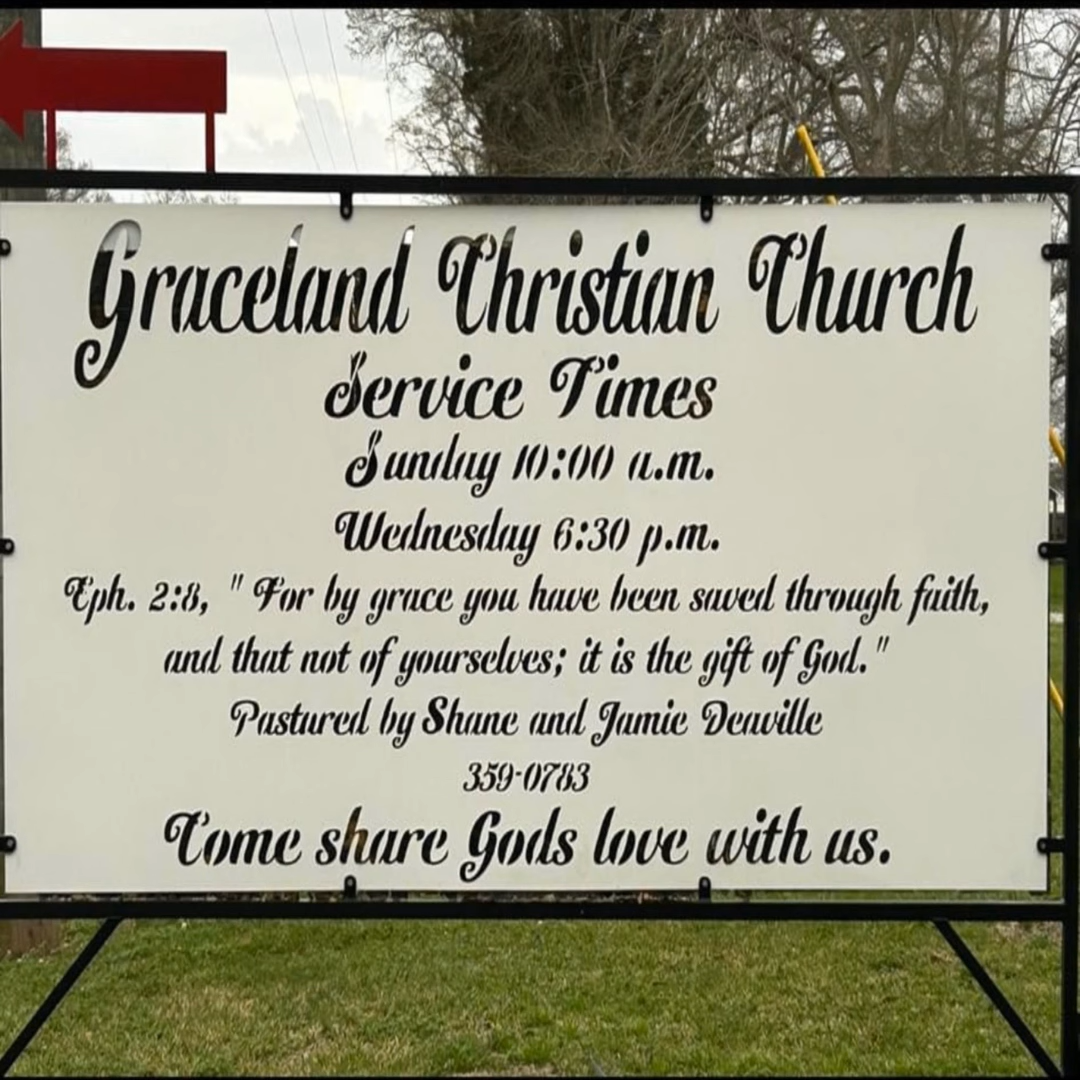 Graceland Christian Church
Service Times
Sunday 10:00 a.m.
Wednesday 6:30 p.m.
Eph. 2:8, " For by grace you have been saved through faith,
and that not of yourselves; it is the gift of God."
Pastured by Shane and Jamie Deaville
359-0783
Come share Gods love with us.